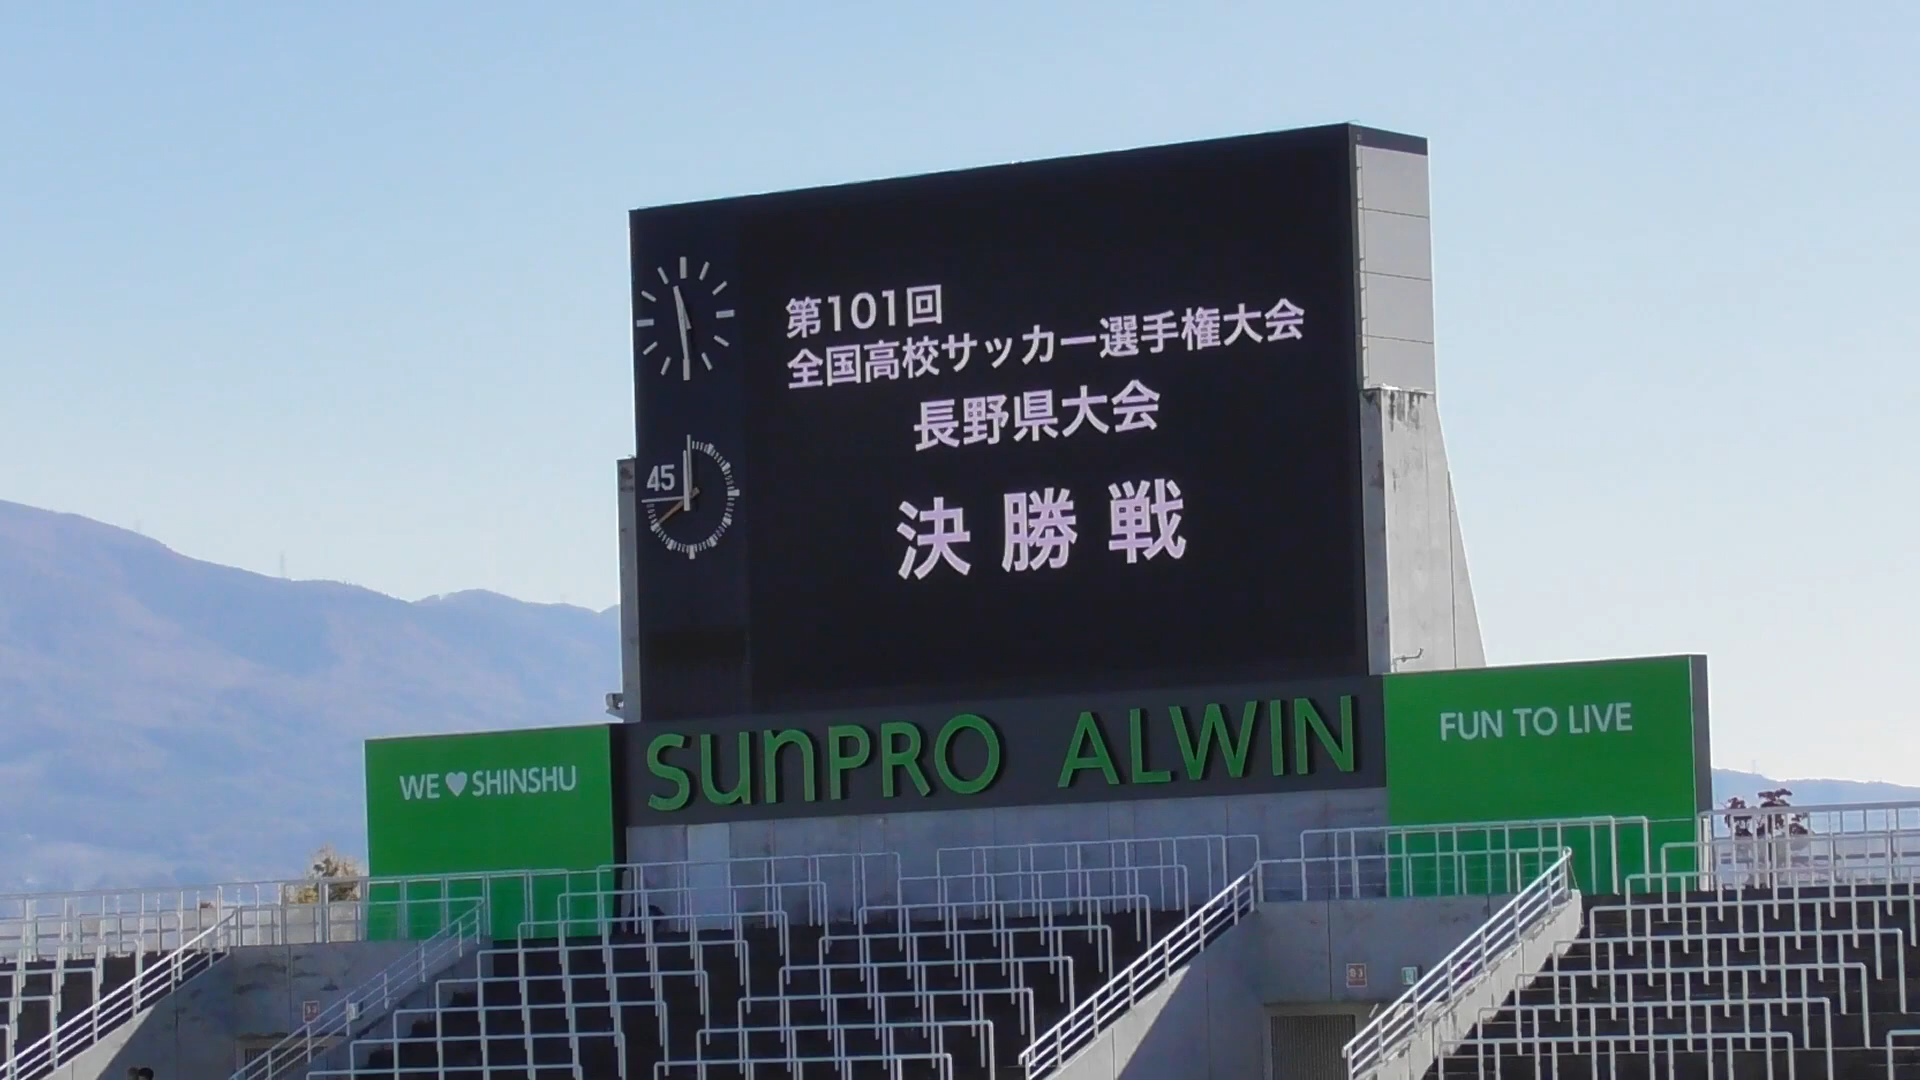 第101回
全国高校サッカー選手権大会
長野県大会
決勝戦
45
SUNPRO ALWIN
WE ♥ SHINSHU
FUN TO LIVE